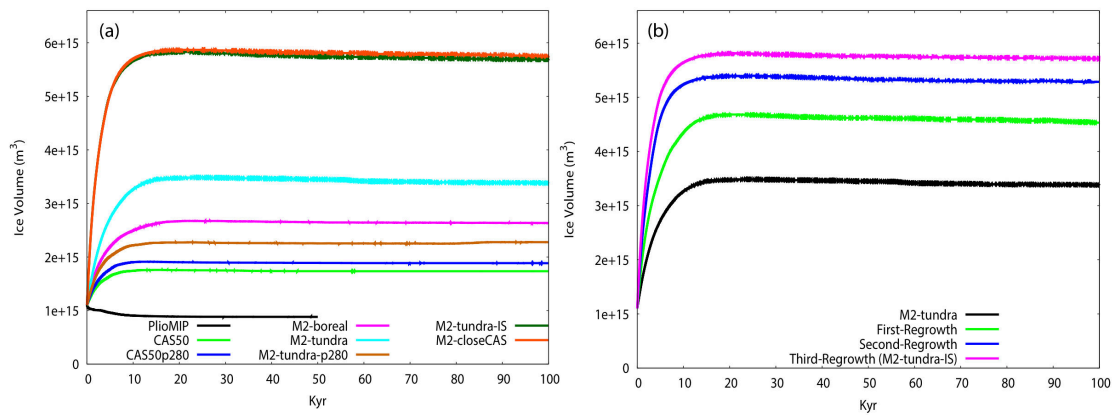 (a)
6e+15
5e+15
4e+15
3e+15
2e+15
1e+15
Ice Volume (m³)
PlioMIP
CAS50
CAS50p280
M2-boreal
M2-tundra
M2-tundra-p280
M2-tundra-IS
M2-closeCAS
0 10 20 30 40 50 60 70 80 90 100
Kyr
(b)
6e+15
5e+15
4e+15
3e+15
2e+15
1e+15
Ice Volume (m³)
M2-tundra
First-Regrowth
Second-Regrowth
Third-Regrowth (M2-tundra-IS)
0 10 20 30 40 50 60 70 80 90 100
Kyr